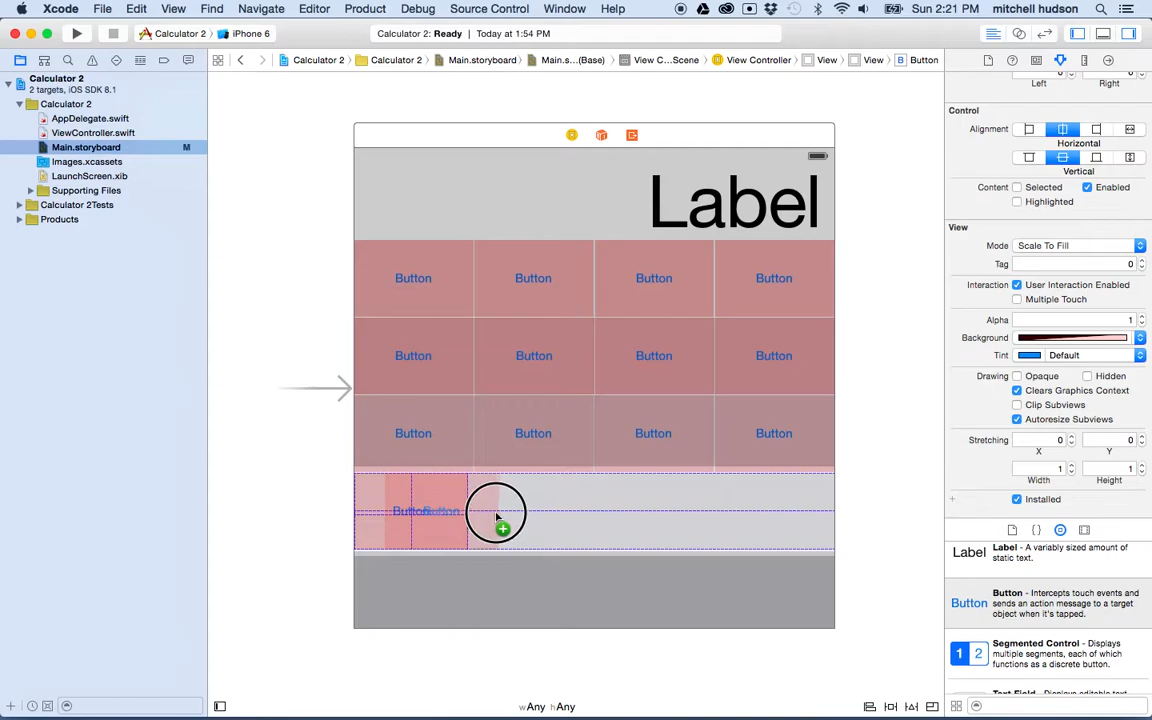 Xcode File Edit View Find Navigate Editor Product Debug Source Control Window Help Sun 2:21 PM mitchell hudson
Calculator 2 iPhone 6 Calculator 2: Ready Today at 1:54 PM
Calculator 2 Calculator 2 Main.storyboard Main.s...(Base) View C...Scene View Controller View View Button
Calculator 2
2 targets, iOS SDK 8.1
Calculator 2
AppDelegate.swift
ViewController.swift
Main.storyboard M
Images.xcassets
LaunchScreen.xib
Supporting Files
Calculator 2Tests
Products
Label
Button Button Button Button
Button Button Button Button
Button Button Button Button
Button Button
wAny hAny
Left Right
Control
Alignment
Horizontal
Vertical
Content Selected Enabled
Highlighted
View
Mode Scale To Fill
Tag 0
Interaction User Interaction Enabled
Multiple Touch
Alpha 1
Background
Tint Default
Drawing Opaque Hidden
Clears Graphics Context
Clip Subviews
Autoresize Subviews
Stretching 0 0
X Y
1 1
Width Height
Installed
Label Label - A variably sized amount of
static text.
Button Button - Intercepts touch events and
sends an action message to a target
object when it's tapped.
1 2 Segmented Control - Displays
multiple segments, each of which
functions as a discrete button.